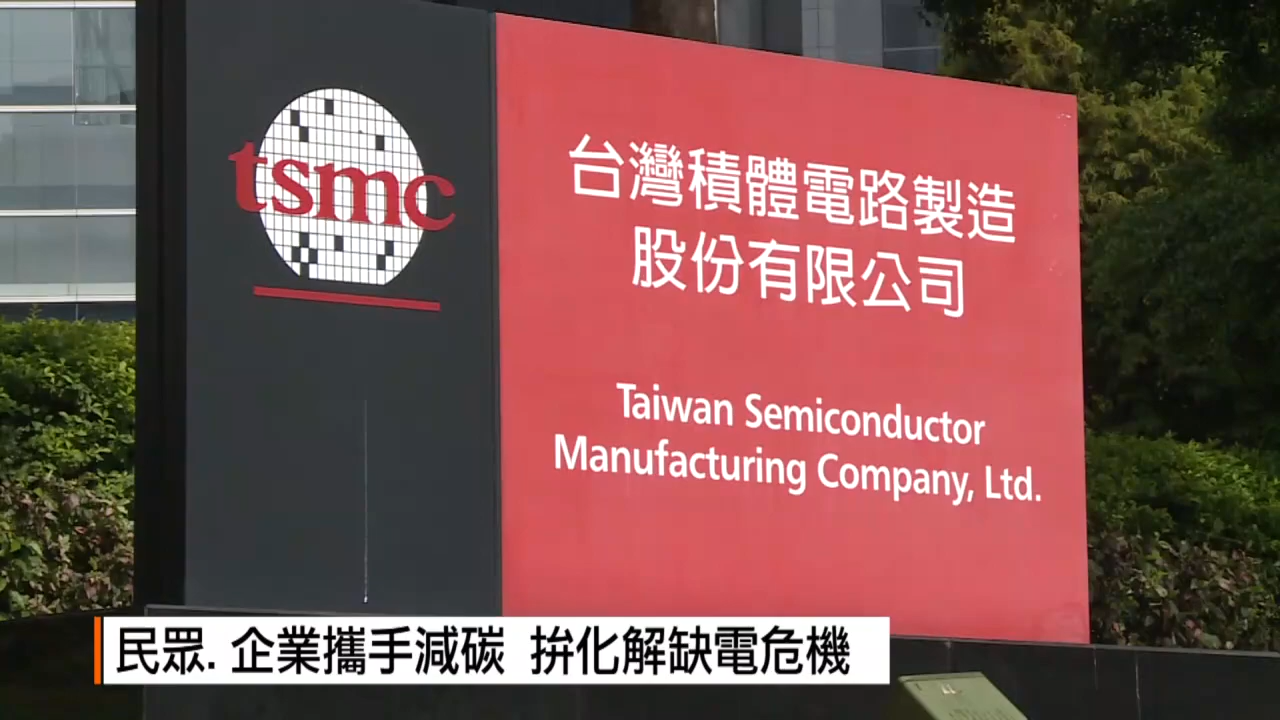 tsmc
台灣積體電路製造
股份有限公司
Taiwan Semiconductor
Manufacturing Company, Ltd.
民眾. 企業攜手減碳 拚化解缺電危機